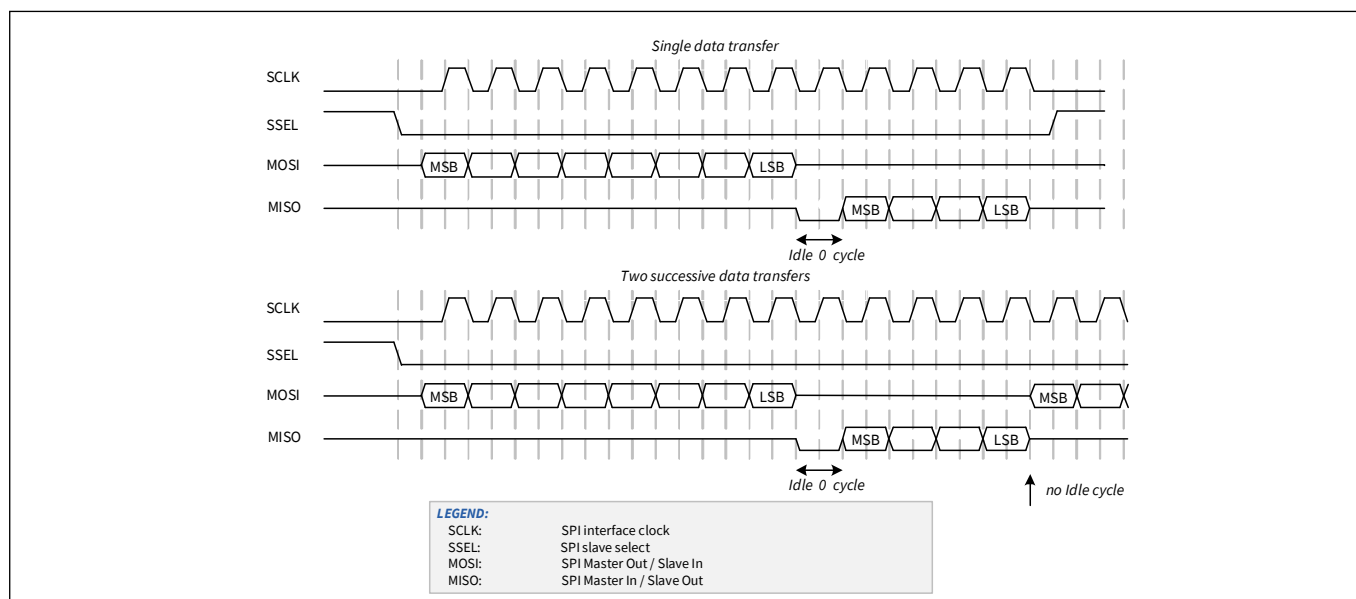 Single data transfer
SCLK
SSEL
MOSI MSB LSB
MISO MSB LSB
Idle 0 cycle
Two successive data transfers
SCLK
SSEL
MOSI MSB LSB MSB
MISO MSB LSB
Idle 0 cycle no Idle cycle
LEGEND:
SCLK: SPI interface clock
SSEL: SPI slave select
MOSI: SPI Master Out / Slave In
MISO: SPI Master In / Slave Out